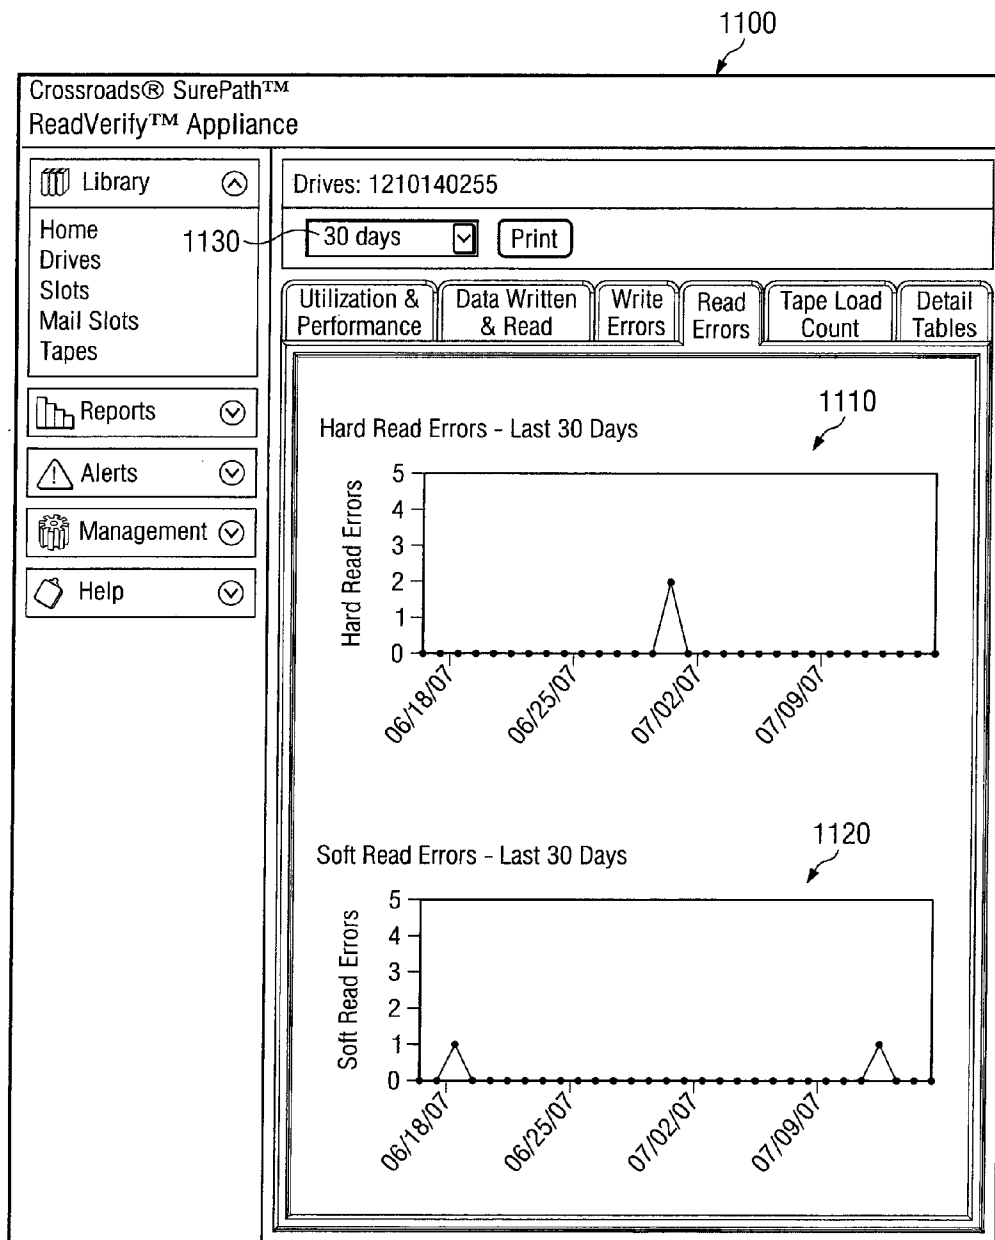 1100
Crossroads® SurePath™
ReadVerify™ Appliance
Library
Home
Drives
Slots
Mail Slots
Tapes
Reports
Alerts
Management
Help
Drives: 1210140255
1130
30 days
Print
Utilization &
Performance
Data Written
& Read
Write
Errors
Read
Errors
Tape Load
Count
Detail
Tables
1110
Hard Read Errors - Last 30 Days
Hard Read Errors
5
4
3
2
1
0
06/18/07
06/25/07
07/02/07
07/09/07
1120
Soft Read Errors - Last 30 Days
Soft Read Errors
5
4
3
2
1
0
06/18/07
06/25/07
07/02/07
07/09/07